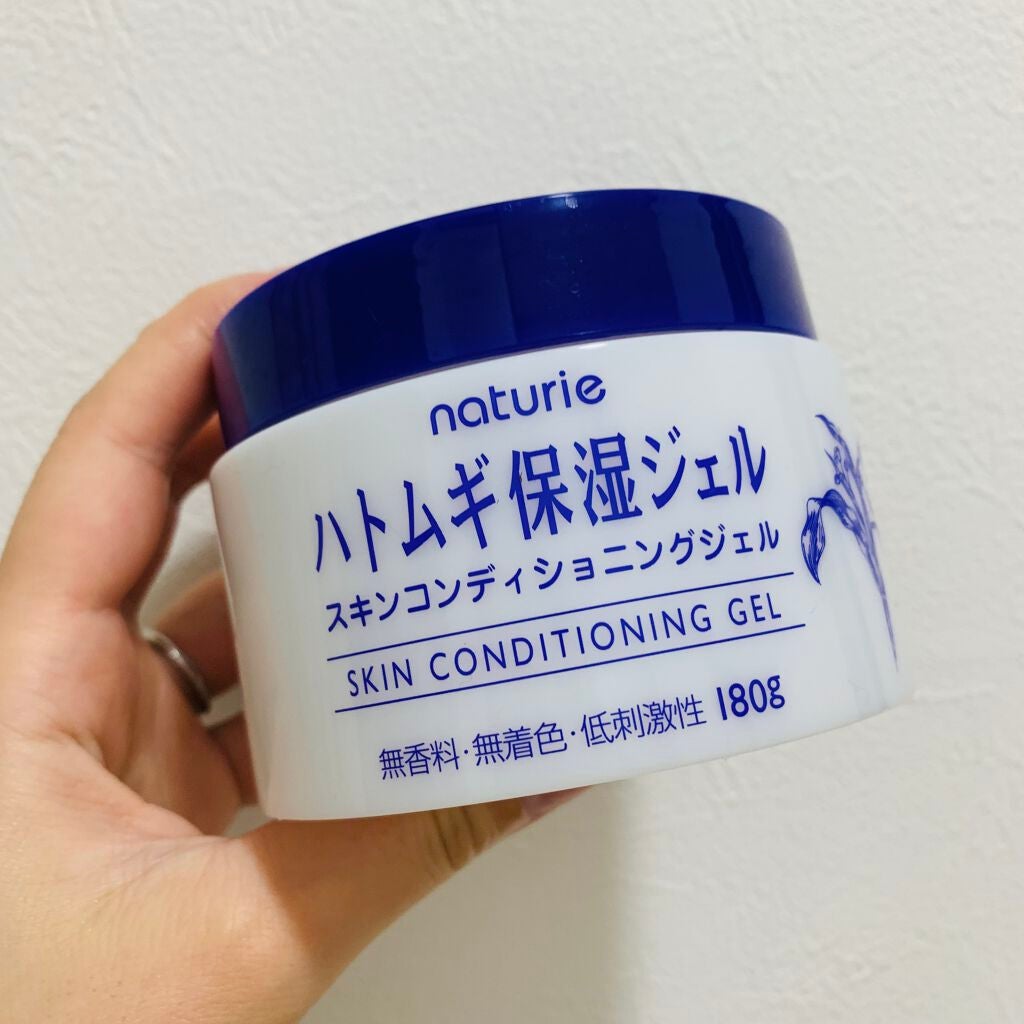 naturie
ハトムギ保湿ジェル
スキンコンディショニングジェル
SKIN CONDITIONING GEL
無香料・無着色・低刺激性 180g